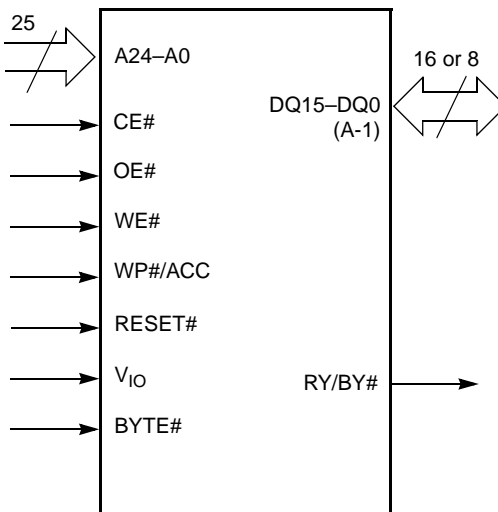 25
A24–A0
16 or 8
DQ15–DQ0
(A-1)
CE#
OE#
WE#
WP#/ACC
RESET#
VIO
RY/BY#
BYTE#